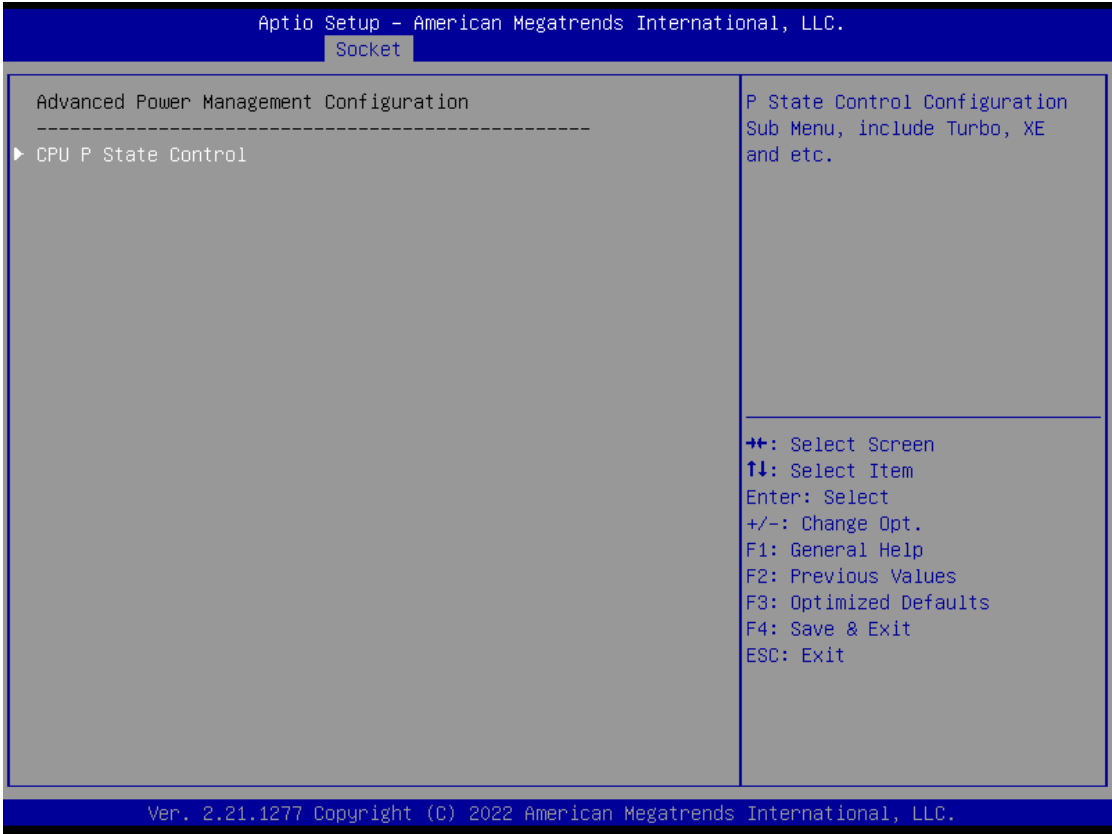 Aptio Setup – American Megatrends International, LLC.
Socket
Advanced Power Management Configuration
--------------------------------------------------
▶ CPU P State Control
P State Control Configuration
Sub Menu, include Turbo, XE
and etc.
→←: Select Screen
↑↓: Select Item
Enter: Select
+/-: Change Opt.
F1: General Help
F2: Previous Values
F3: Optimized Defaults
F4: Save & Exit
ESC: Exit
Ver. 2.21.1277 Copyright (C) 2022 American Megatrends International, LLC.